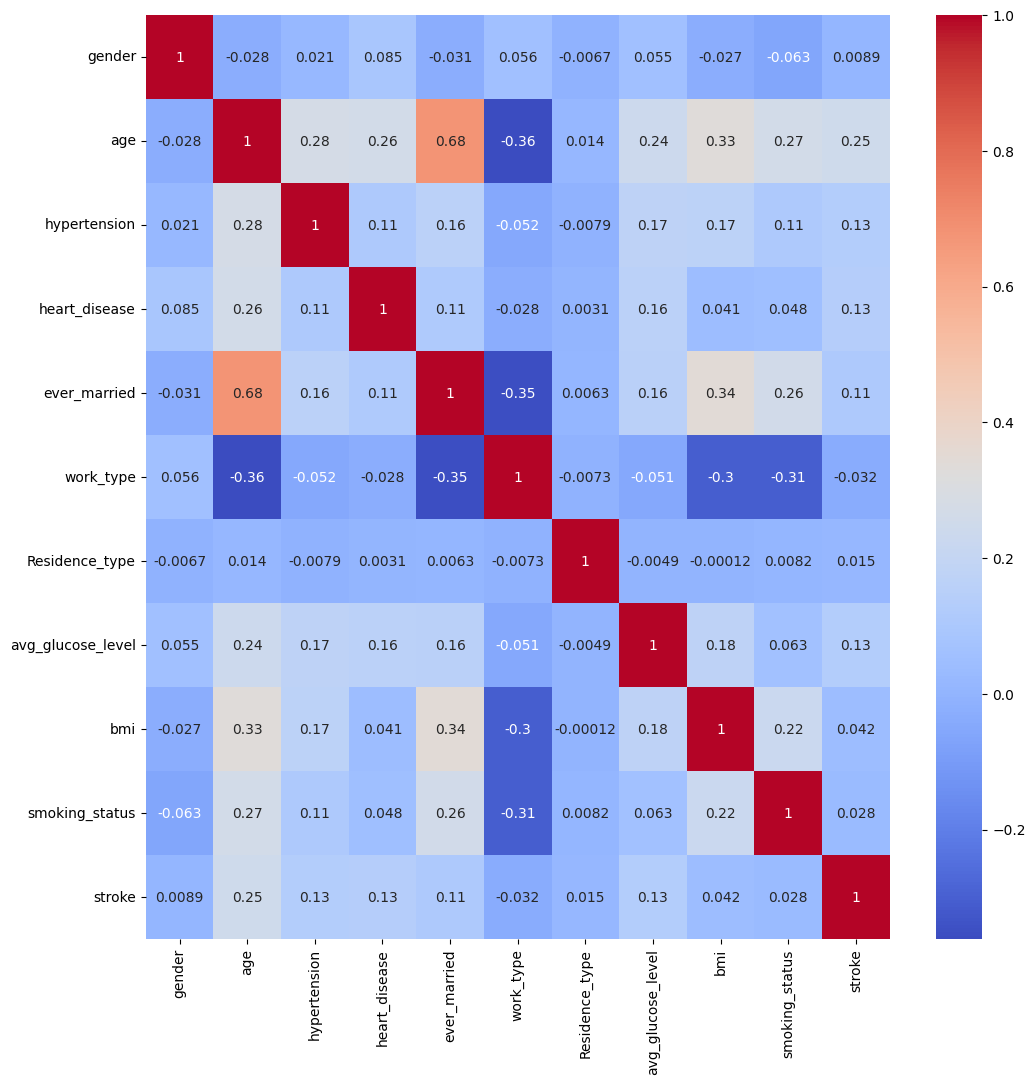 1.0
gender 1 -0.028 0.021 0.085 -0.031 0.056 -0.0067 0.055 -0.027 -0.063 0.0089
age -0.028 1 0.28 0.26 0.68 -0.36 0.014 0.24 0.33 0.27 0.25
0.8
hypertension 0.021 0.28 1 0.11 0.16 -0.052 -0.0079 0.17 0.17 0.11 0.13
0.6
heart_disease 0.085 0.26 0.11 1 0.11 -0.028 0.0031 0.16 0.041 0.048 0.13
ever_married -0.031 0.68 0.16 0.11 1 -0.35 0.0063 0.16 0.34 0.26 0.11
0.4
work_type 0.056 -0.36 -0.052 -0.028 -0.35 1 -0.0073 -0.051 -0.3 -0.31 -0.032
0.2
Residence_type -0.0067 0.014 -0.0079 0.0031 0.0063 -0.0073 1 -0.0049 -0.00012 0.0082 0.015
avg_glucose_level 0.055 0.24 0.17 0.16 0.16 -0.051 -0.0049 1 0.18 0.063 0.13
0.0
bmi -0.027 0.33 0.17 0.041 0.34 -0.3 -0.00012 0.18 1 0.22 0.042
smoking_status -0.063 0.27 0.11 0.048 0.26 -0.31 0.0082 0.063 0.22 1 0.028
−0.2
stroke 0.0089 0.25 0.13 0.13 0.11 -0.032 0.015 0.13 0.042 0.028 1
gender
age
hypertension
heart_disease
ever_married
work_type
Residence_type
avg_glucose_level
bmi
smoking_status
stroke